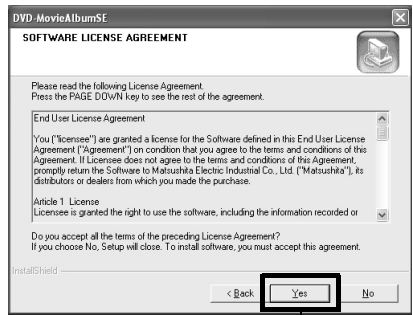 DVD-MovieAlbumSE
SOFTWARE LICENSE AGREEMENT
Please read the following License Agreement.
Press the PAGE DOWN key to see the rest of the agreement.
End User License Agreement
You ("licensee") are granted a license for the Software defined in this End User License
Agreement ("Agreement") on condition that you agree to the terms and conditions of this
Agreement. If Licensee does not agree to the terms and conditions of this Agreement,
promptly return the Software to Matsushita Electric Industrial Co., Ltd. ("Matsushita"), its
distributors or dealers from which you made the purchase.
Article 1 License
Licensee is granted the right to use the software, including the information recorded or
Do you accept all the terms of the preceding License Agreement?
If you choose No, Setup will close. To install software, you must accept this agreement.
InstallShield
< Back Yes No